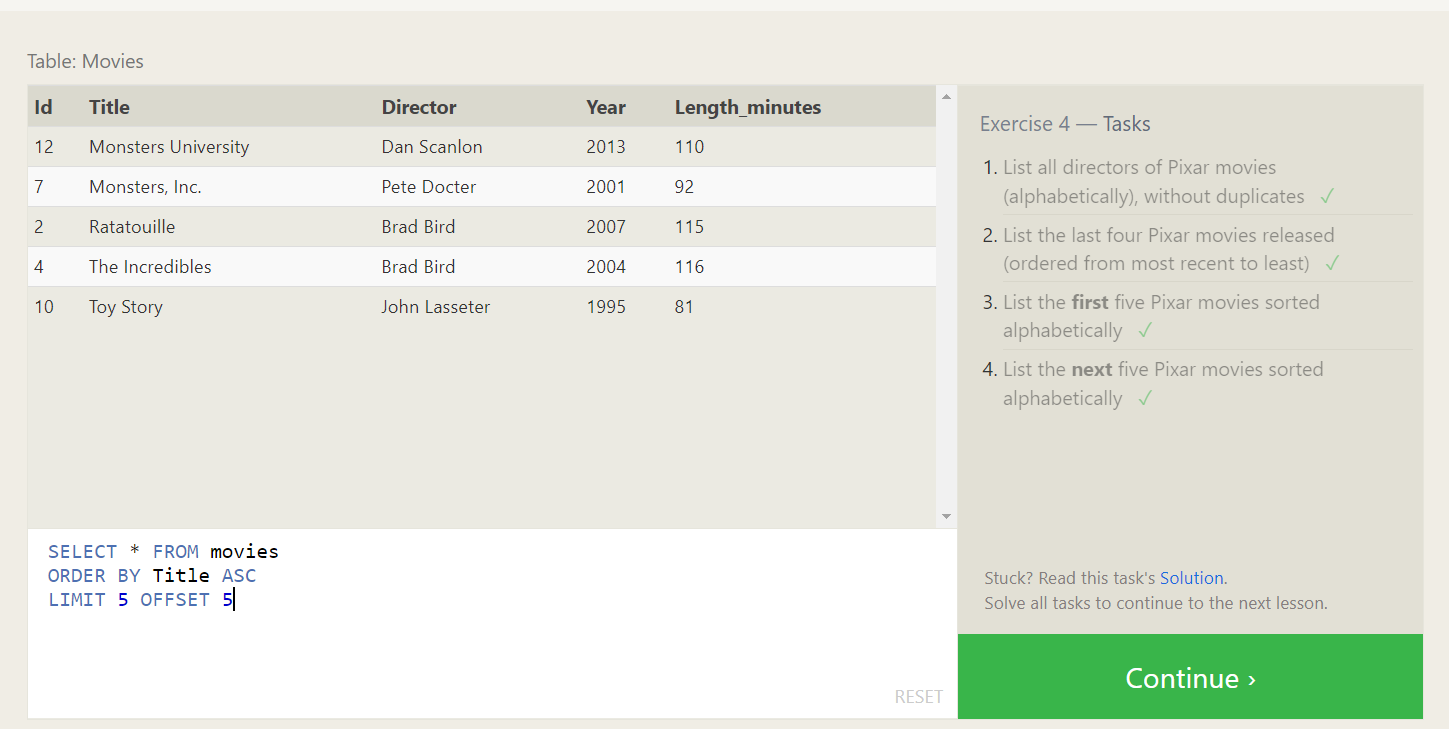 Table: Movies
Id Title Director Year Length_minutes
12 Monsters University Dan Scanlon 2013 110
7 Monsters, Inc. Pete Docter 2001 92
2 Ratatouille Brad Bird 2007 115
4 The Incredibles Brad Bird 2004 116
10 Toy Story John Lasseter 1995 81
SELECT * FROM movies
ORDER BY Title ASC
LIMIT 5 OFFSET 5
RESET
Exercise 4 — Tasks
1. List all directors of Pixar movies
(alphabetically), without duplicates ✓
2. List the last four Pixar movies released
(ordered from most recent to least) ✓
3. List the first five Pixar movies sorted
alphabetically ✓
4. List the next five Pixar movies sorted
alphabetically ✓
Stuck? Read this task's Solution.
Solve all tasks to continue to the next lesson.
Continue ›